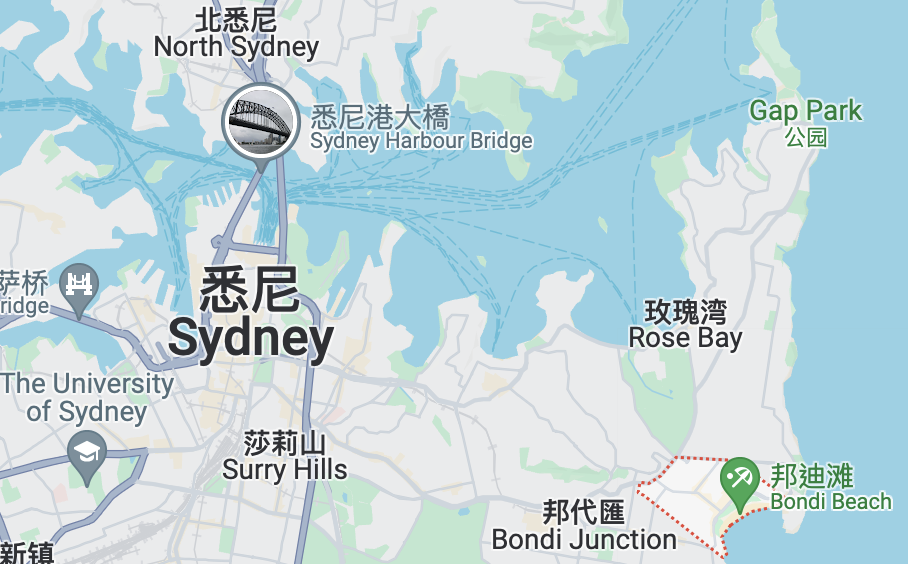 北悉尼
North Sydney
悉尼港大橋
Sydney Harbour Bridge
Gap Park
公园
萨桥
ridge
悉尼
Sydney
玫瑰湾
Rose Bay
The University
of Sydney
莎莉山
Surry Hills
邦迪滩
Bondi Beach
邦代匯
Bondi Junction
新镇